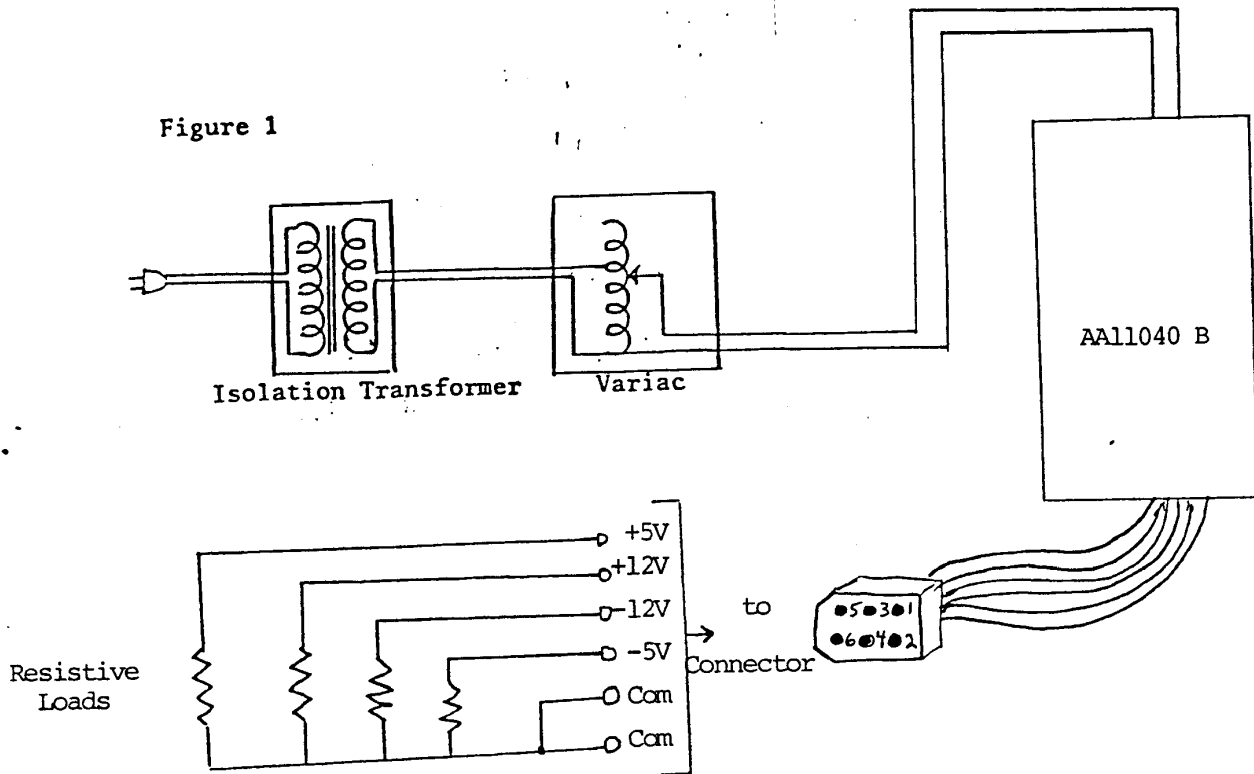 Figure 1
Isolation Transformer
Variac
AA11040 B
+5V
+12V
-12V
-5V
Com
Com
to
Connector
5 3 1
6 4 2
Resistive
Loads